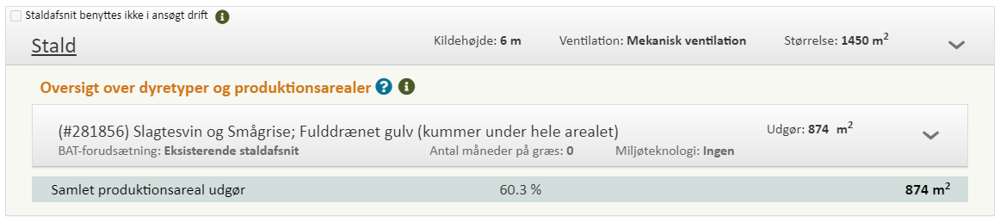 Staldafsnit benyttes ikke i ansøgt drift
Stald Kildehøjde: 6 m Ventilation: Mekanisk ventilation Størrelse: 1450 m²
Oversigt over dyretyper og produktionsarealer
(#281856) Slagtesvin og Smågrise; Fulddrænet gulv (kummer under hele arealet) Udgør: 874 m²
BAT-forudsætning: Eksisterende staldafsnit Antal måneder på græs: 0 Miljøteknologi: Ingen
Samlet produktionsareal udgør 60.3 % 874 m²